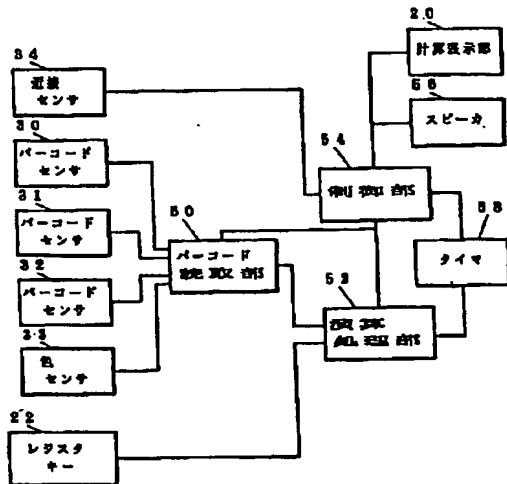 34
近接
センサ
30
バーコード
センサ
31
バーコード
センサ
32
バーコード
センサ
33
色
センサ
22
レジスタ
キー
50
バーコード
読取部
20
計算表示部
56
スピーカ
54
制御部
58
タイマ
52
演算
処理部